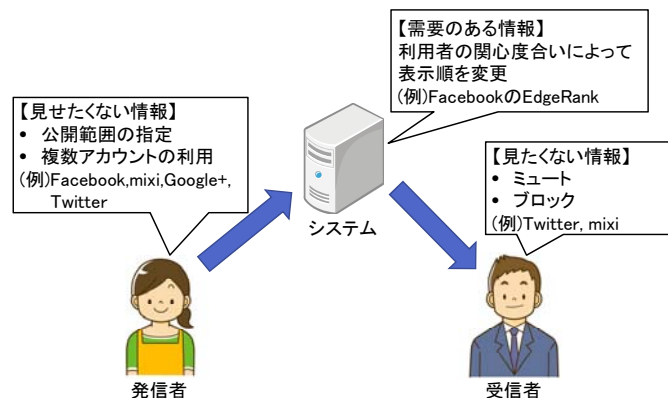 【需要のある情報】
利用者の関心度合いによって
表示順を変更
(例)FacebookのEdgeRank
【見せたくない情報】
• 公開範囲の指定
• 複数アカウントの利用
(例)Facebook,mixi,Google+,
Twitter
【見たくない情報】
• ミュート
• ブロック
(例)Twitter, mixi
システム
発信者
受信者